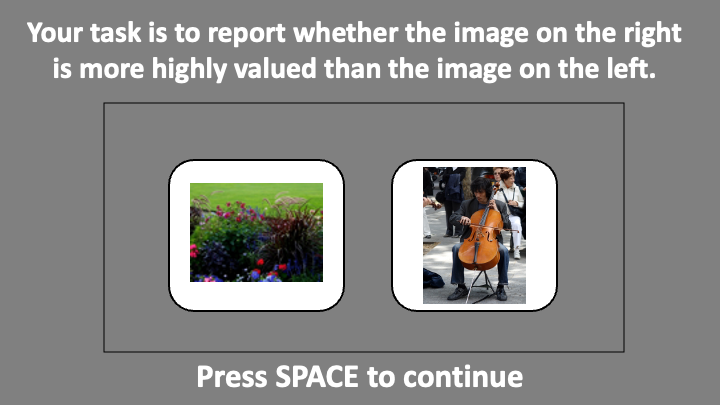 Your task is to report whether the image on the right
is more highly valued than the image on the left.
Press SPACE to continue